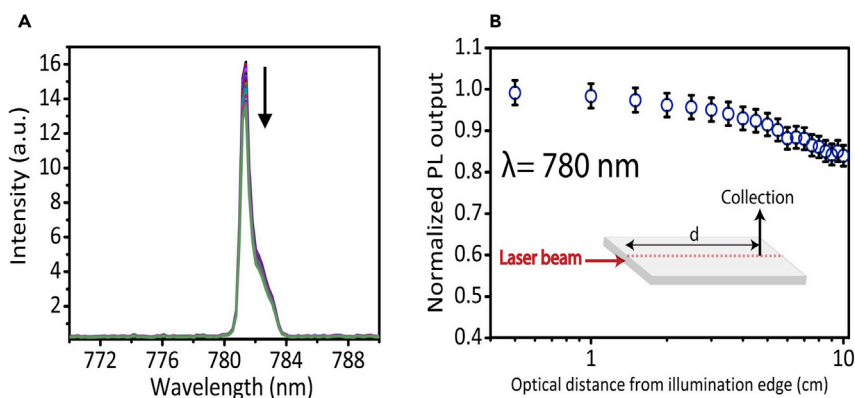 A
16
14
12
10
8
6
4
2
Intensity (a.u.)
772 776 780 784 788
Wavelength (nm)
B
1.1
1.0
0.9
0.8
0.7
0.6
0.5
0.4
Normalized PL output
λ= 780 nm
Collection
d
Laser beam
1 10
Optical distance from illumination edge (cm)